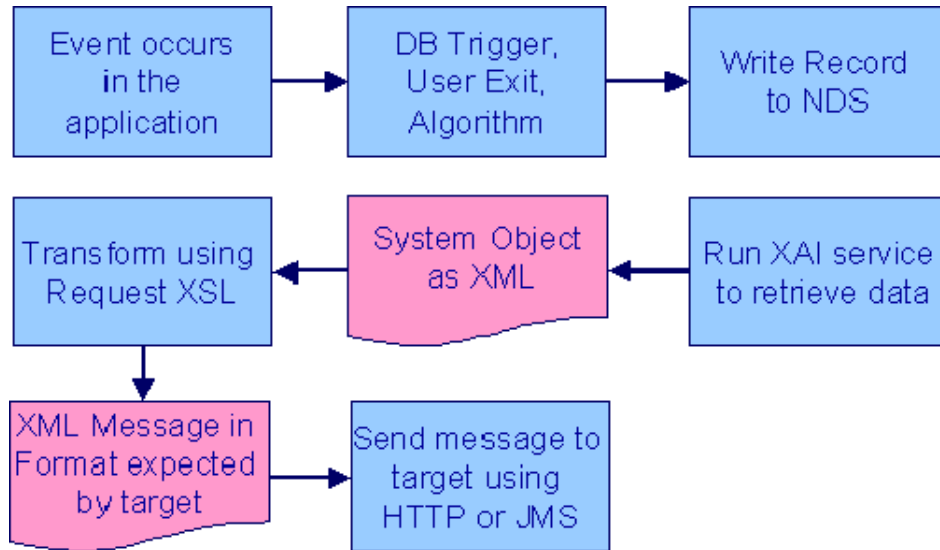 Event occurs
in the
application
DB Trigger,
User Exit,
Algorithm
Write Record
to NDS
Transform using
Request XSL
System Object
as XML
Run XAI service
to retrieve data
XML Message in
Format expected
by target
Send message to
target using
HTTP or JMS